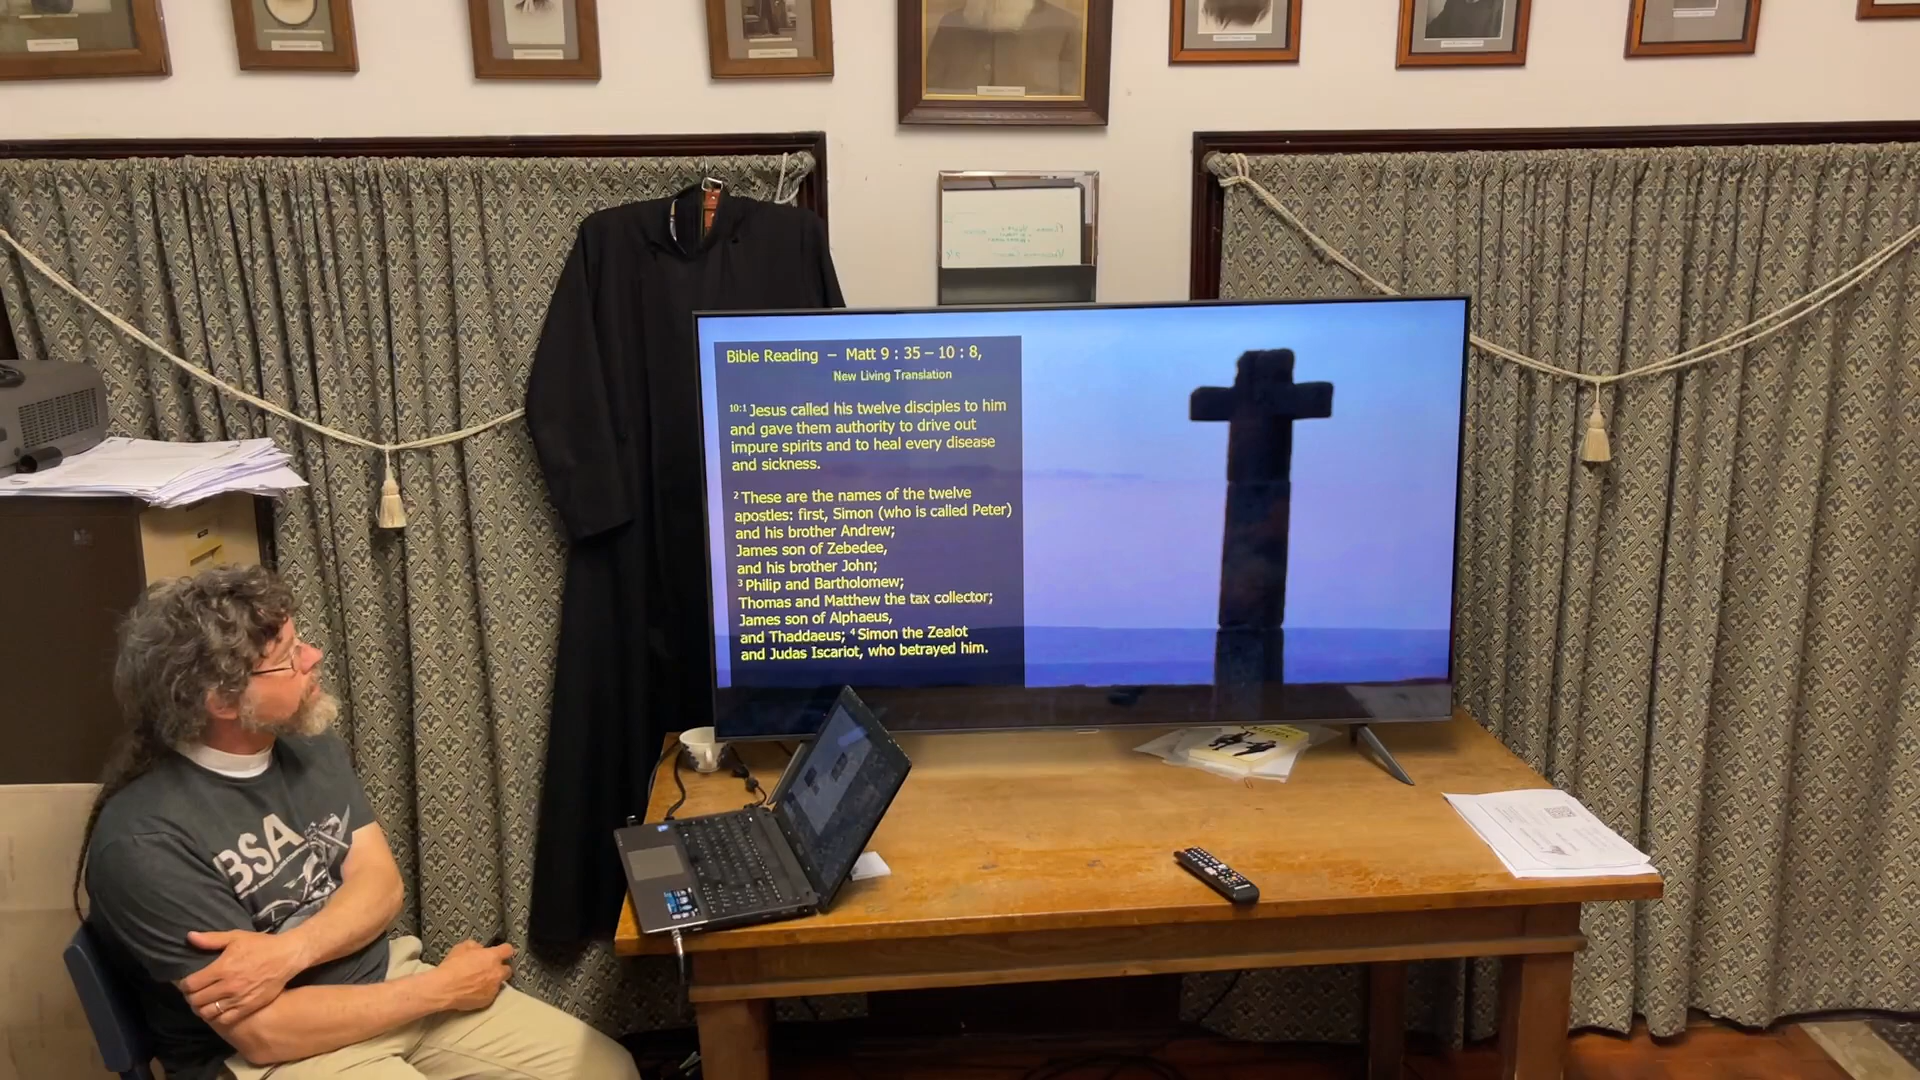 Bible Reading – Matt 9 : 35 – 10 : 8,
New Living Translation
10:1 Jesus called his twelve disciples to him
and gave them authority to drive out
impure spirits and to heal every disease
and sickness.
2 These are the names of the twelve
apostles: first, Simon (who is called Peter)
and his brother Andrew;
James son of Zebedee,
and his brother John;
3 Philip and Bartholomew;
Thomas and Matthew the tax collector;
James son of Alphaeus,
and Thaddaeus; 4 Simon the Zealot
and Judas Iscariot, who betrayed him.
BSA